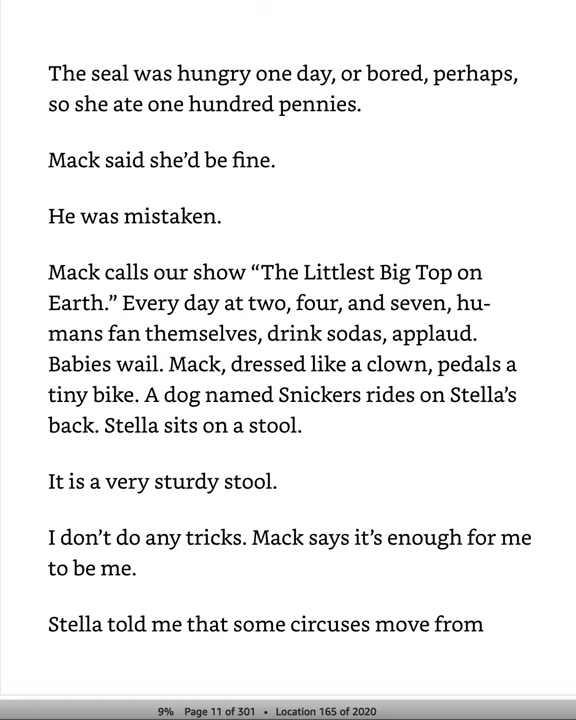 The seal was hungry one day, or bored, perhaps,
so she ate one hundred pennies.
Mack said she’d be fine.
He was mistaken.
Mack calls our show “The Littlest Big Top on
Earth.” Every day at two, four, and seven, hu-
mans fan themselves, drink sodas, applaud.
Babies wail. Mack, dressed like a clown, pedals a
tiny bike. A dog named Snickers rides on Stella’s
back. Stella sits on a stool.
It is a very sturdy stool.
I don’t do any tricks. Mack says it’s enough for me
to be me.
Stella told me that some circuses move from
9% Page 11 of 301 • Location 165 of 2020